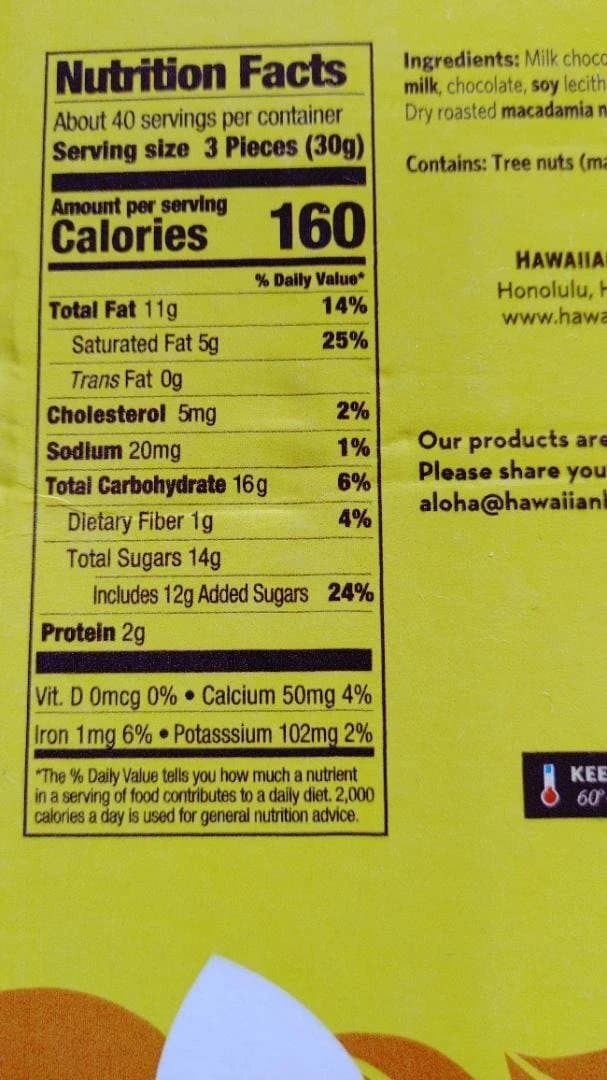 Nutrition Facts
About 40 servings per container
Serving size 3 Pieces (30g)
Amount per serving
Calories 160
% Daily Value*
Total Fat 11g 14%
Saturated Fat 5g 25%
Trans Fat 0g
Cholesterol 5mg 2%
Sodium 20mg 1%
Total Carbohydrate 16g 6%
Dietary Fiber 1g 4%
Total Sugars 14g
Includes 12g Added Sugars 24%
Protein 2g
Vit. D 0mcg 0% • Calcium 50mg 4%
Iron 1mg 6% • Potasssium 102mg 2%
*The % Daily Value tells you how much a nutrient
in a serving of food contributes to a daily diet. 2,000
calories a day is used for general nutrition advice.
Ingredients: Milk
milk, chocolate, soy
Dry roasted macadamia
Contains: Tree nuts
Honolulu,
Our products are
Please share
60°